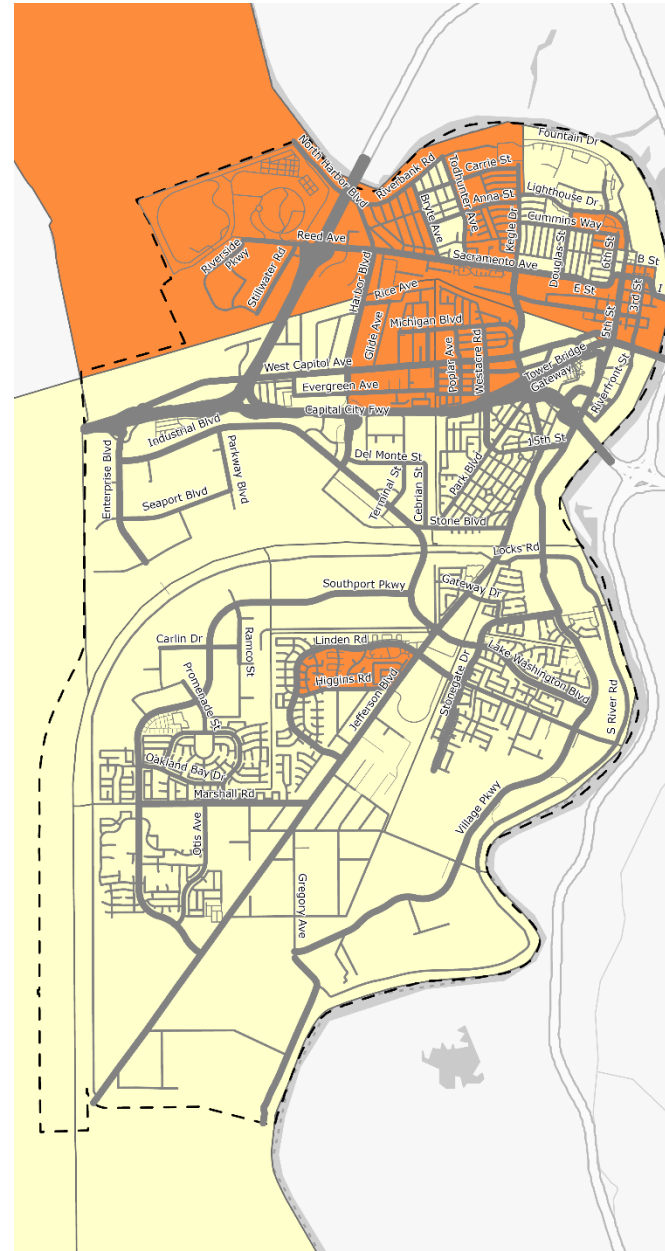 Fountain Dr
North Harbor Blvd
Riverbank Rd
Todhunter Ave
Carrie St
Lighthouse Dr
Bryte Ave
Anna St
Kegle Dr
Cummins Way
Douglas St
6th St
Reed Ave
Riverside
Pkwy
Stillwater Rd
Harbor Blvd
Sacramento Ave
B St
I
Rice Ave
E St
3rd St
5th St
Glide Ave
Michigan Blvd
Poplar Ave
Westacre Rd
West Capitol Ave
Tower Bridge
Gateway
Riverfront St
Evergreen Ave
Capital City Fwy
Industrial Blvd
Parkway Blvd
Enterprise Blvd
15th St
Park Blvd
Del Monte St
Terminal St
Cebrian St
Seaport Blvd
Stone Blvd
Locks Rd
Southport Pkwy
Gateway Dr
Carlin Dr
Ramco St
Linden Rd
Higgins Rd
Jefferson Blvd
Stonegate Dr
Lake Washington Blvd
S River Rd
Promenade St
Oakland Bay Dr
Marshall Rd
Otis Ave
Village Pkwy
Gregory Ave